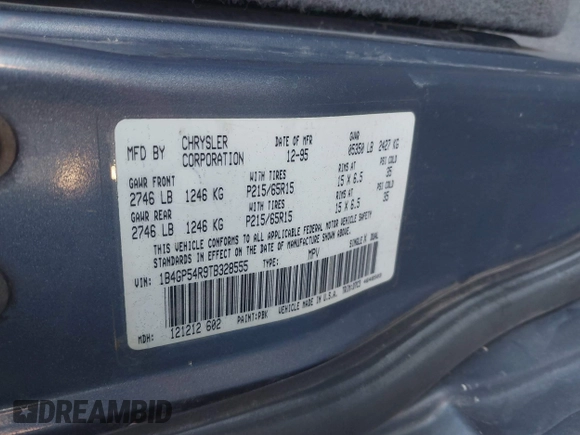 MFD BY CHRYSLER CORPORATION DATE OF MFR 12-95 GVWR 05350 LB 2427 KG
GAWR FRONT WITH TIRES RIMS AT PSI COLD
2746 LB 1246 KG P215/65R15 15 X 6.5 35
GAWR REAR WITH TIRES RIMS AT PSI COLD
2746 LB 1246 KG P215/65R15 15 X 6.5 35
THIS VEHICLE CONFORMS TO ALL APPLICABLE FEDERAL MOTOR VEHICLE SAFETY
STANDARDS IN EFFECT ON THE DATE OF MANUFACTURE SHOWN ABOVE. SINGLE X DUAL
VIN: 1B4GP54R9TB328555 TYPE: MPV
MDH: 121212 602 PAINT:PBK VEHICLE MADE IN U.S.A.
DREAMBID